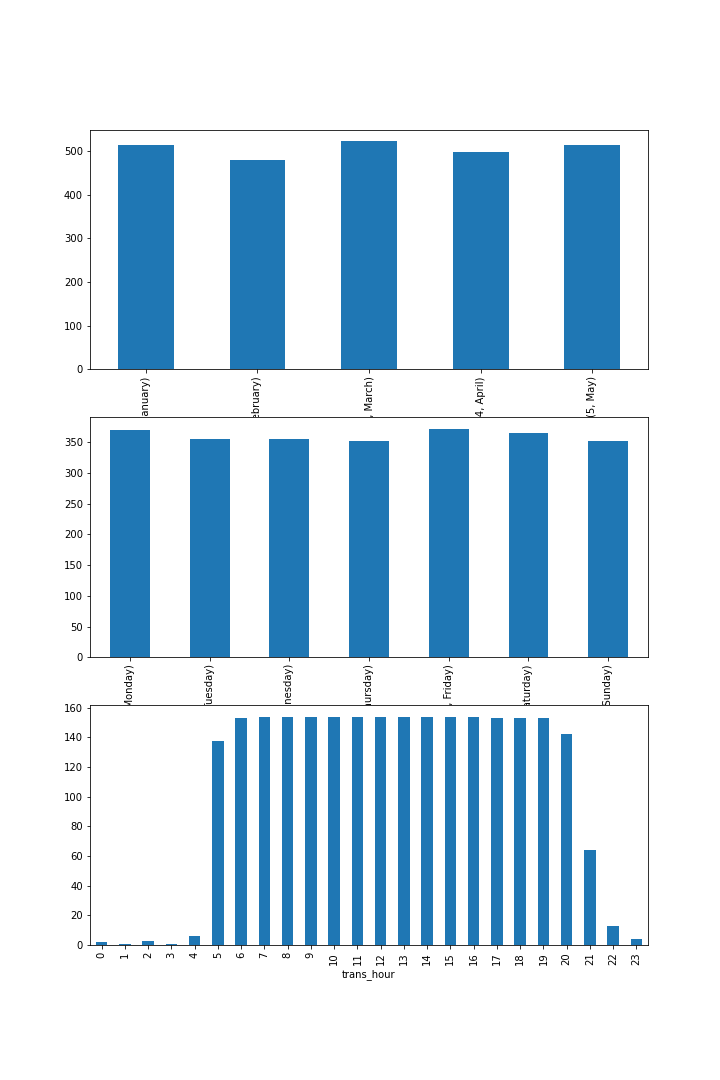 500
400
300
200
100
0
anuary)
ebruary)
, March)
4, April)
(5, May)
350
300
250
200
150
100
50
0
Monday)
uesday)
nesday)
ursday)
, Friday)
aturday)
Sunday)
160
140
120
100
80
60
40
20
0
0 1 2 3 4 5 6 7 8 9 10 11 12 13 14 15 16 17 18 19 20 21 22 23
trans_hour